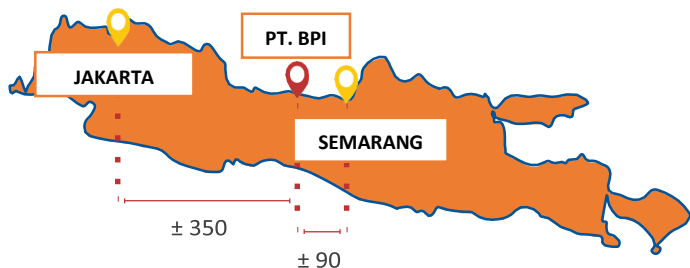 PT. BPI
JAKARTA
SEMARANG
± 350
± 90